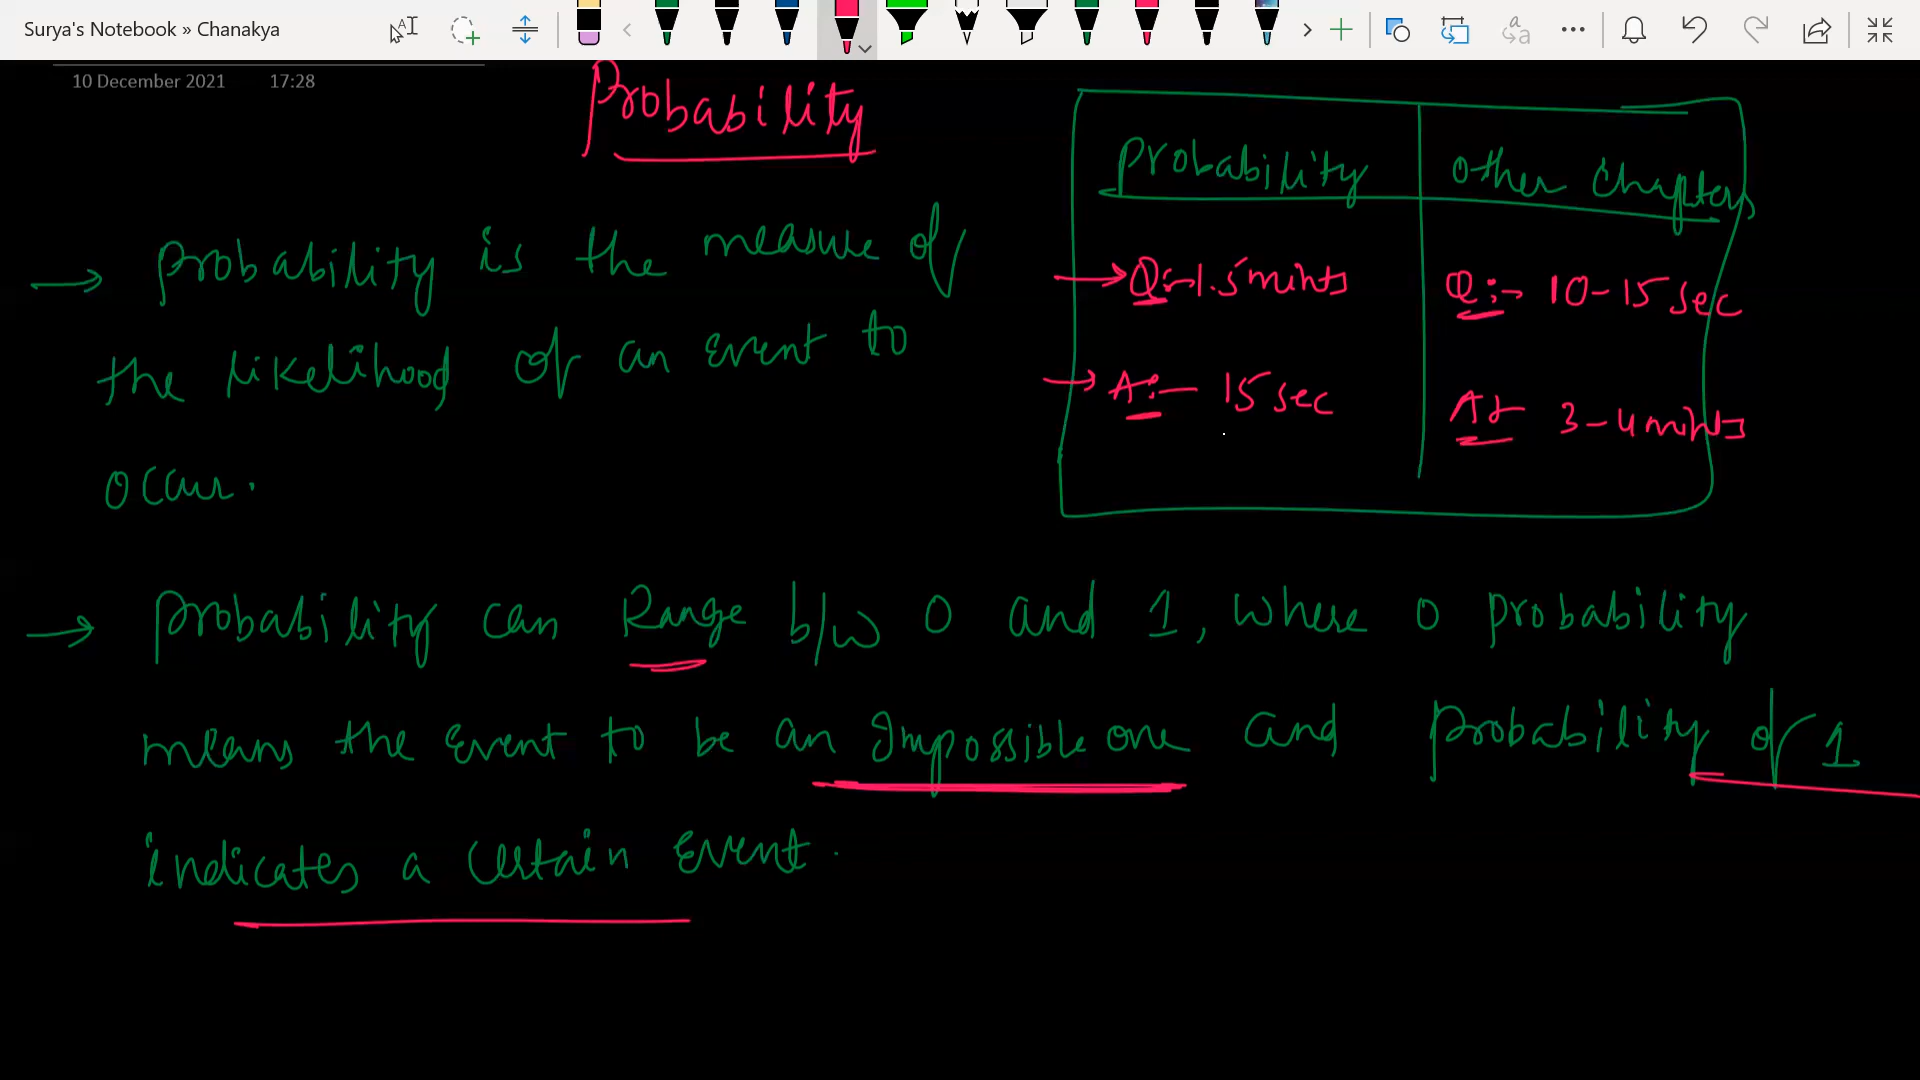 Surya's Notebook » Chanakya
10 December 2021 17:28
Probability
→ Probability is the measure of
the likelihood of an event to
occur.
Probability Other Chapters
→ Q:- 1.5 mints Q:- 10-15 sec
→ A:- 15 sec A:- 3-4 mints
→ Probability can Range b/w 0 and 1, where 0 probability
means the Event to be an Impossible one and Probability of 1
indicates a certain Event.